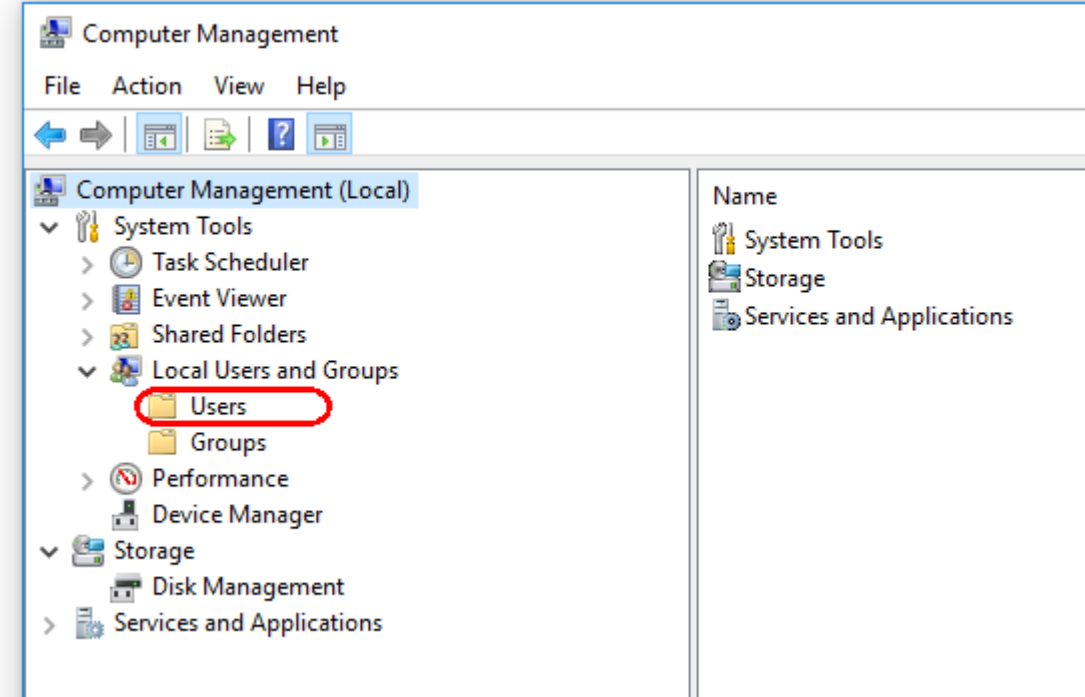 Computer Management
File Action View Help
Computer Management (Local)
System Tools
Task Scheduler
Event Viewer
Shared Folders
Local Users and Groups
Users
Groups
Performance
Device Manager
Storage
Disk Management
Services and Applications
Name
System Tools
Storage
Services and Applications